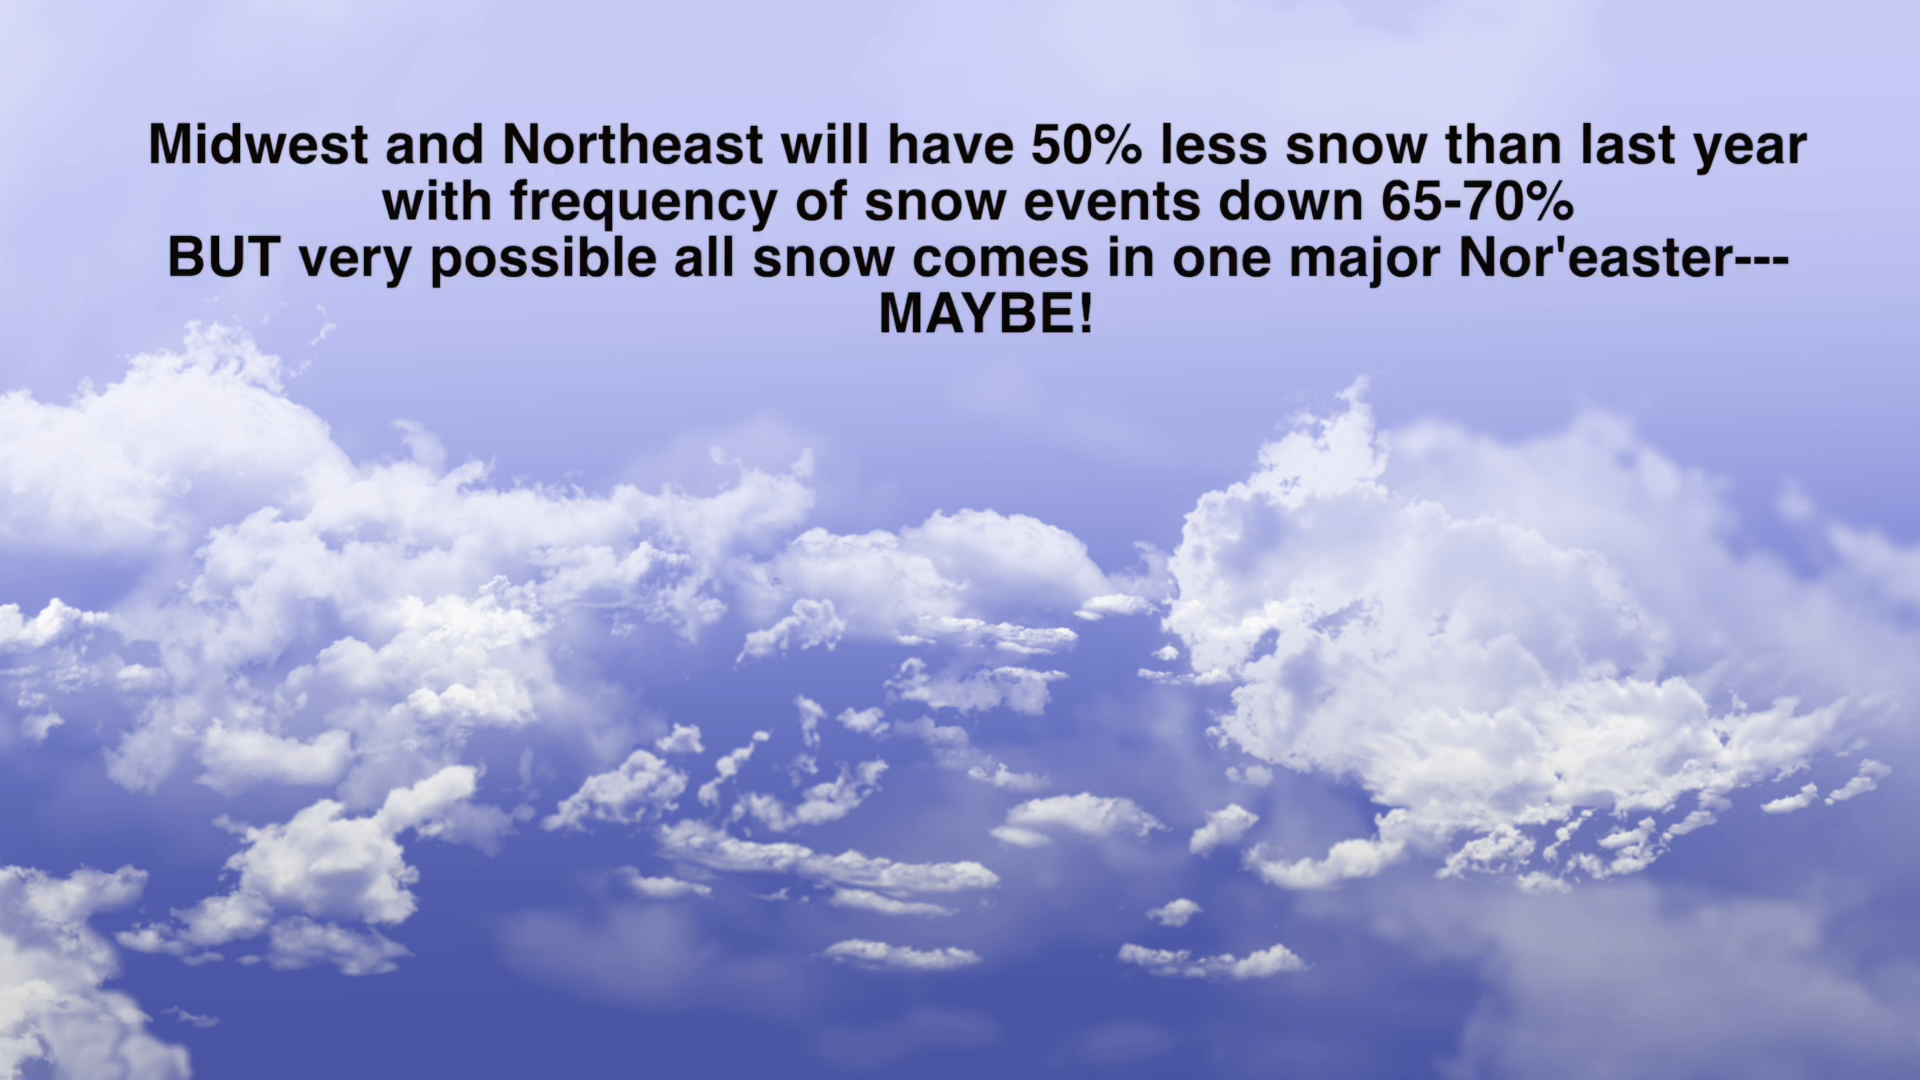 Midwest and Northeast will have 50% less snow than last year
with frequency of snow events down 65-70%
BUT very possible all snow comes in one major Nor'easter---
MAYBE!